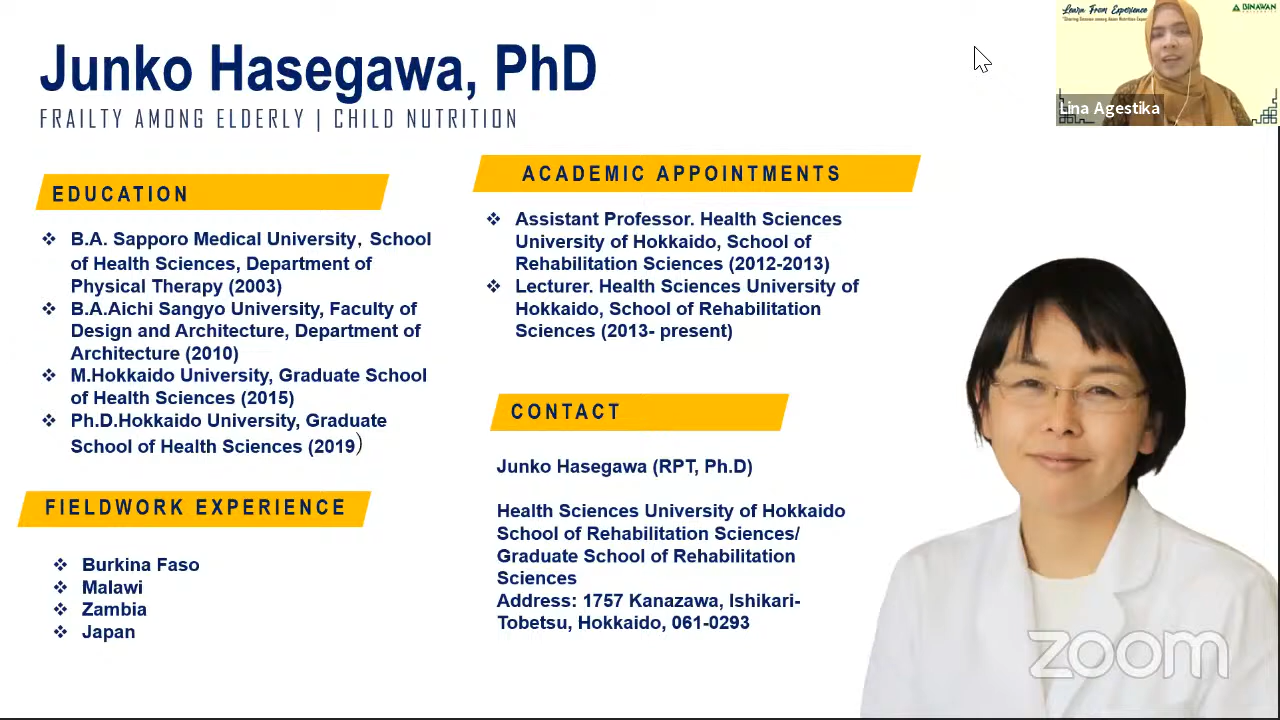 Junko Hasegawa, PhD
FRAILTY AMONG ELDERLY | CHILD NUTRITION
EDUCATION
❖ B.A. Sapporo Medical University, School
of Health Sciences, Department of
Physical Therapy (2003)
❖ B.A.Aichi Sangyo University, Faculty of
Design and Architecture, Department of
Architecture (2010)
❖ M.Hokkaido University, Graduate School
of Health Sciences (2015)
❖ Ph.D.Hokkaido University, Graduate
School of Health Sciences (2019)
FIELDWORK EXPERIENCE
❖ Burkina Faso
❖ Malawi
❖ Zambia
❖ Japan
ACADEMIC APPOINTMENTS
❖ Assistant Professor. Health Sciences
University of Hokkaido, School of
Rehabilitation Sciences (2012-2013)
❖ Lecturer. Health Sciences University of
Hokkaido, School of Rehabilitation
Sciences (2013- present)
CONTACT
Junko Hasegawa (RPT, Ph.D)
Health Sciences University of Hokkaido
School of Rehabilitation Sciences/
Graduate School of Rehabilitation
Sciences
Address: 1757 Kanazawa, Ishikari-
Tobetsu, Hokkaido, 061-0293
Learn From Experience
BINAWAN
Lina Agestika
zoom